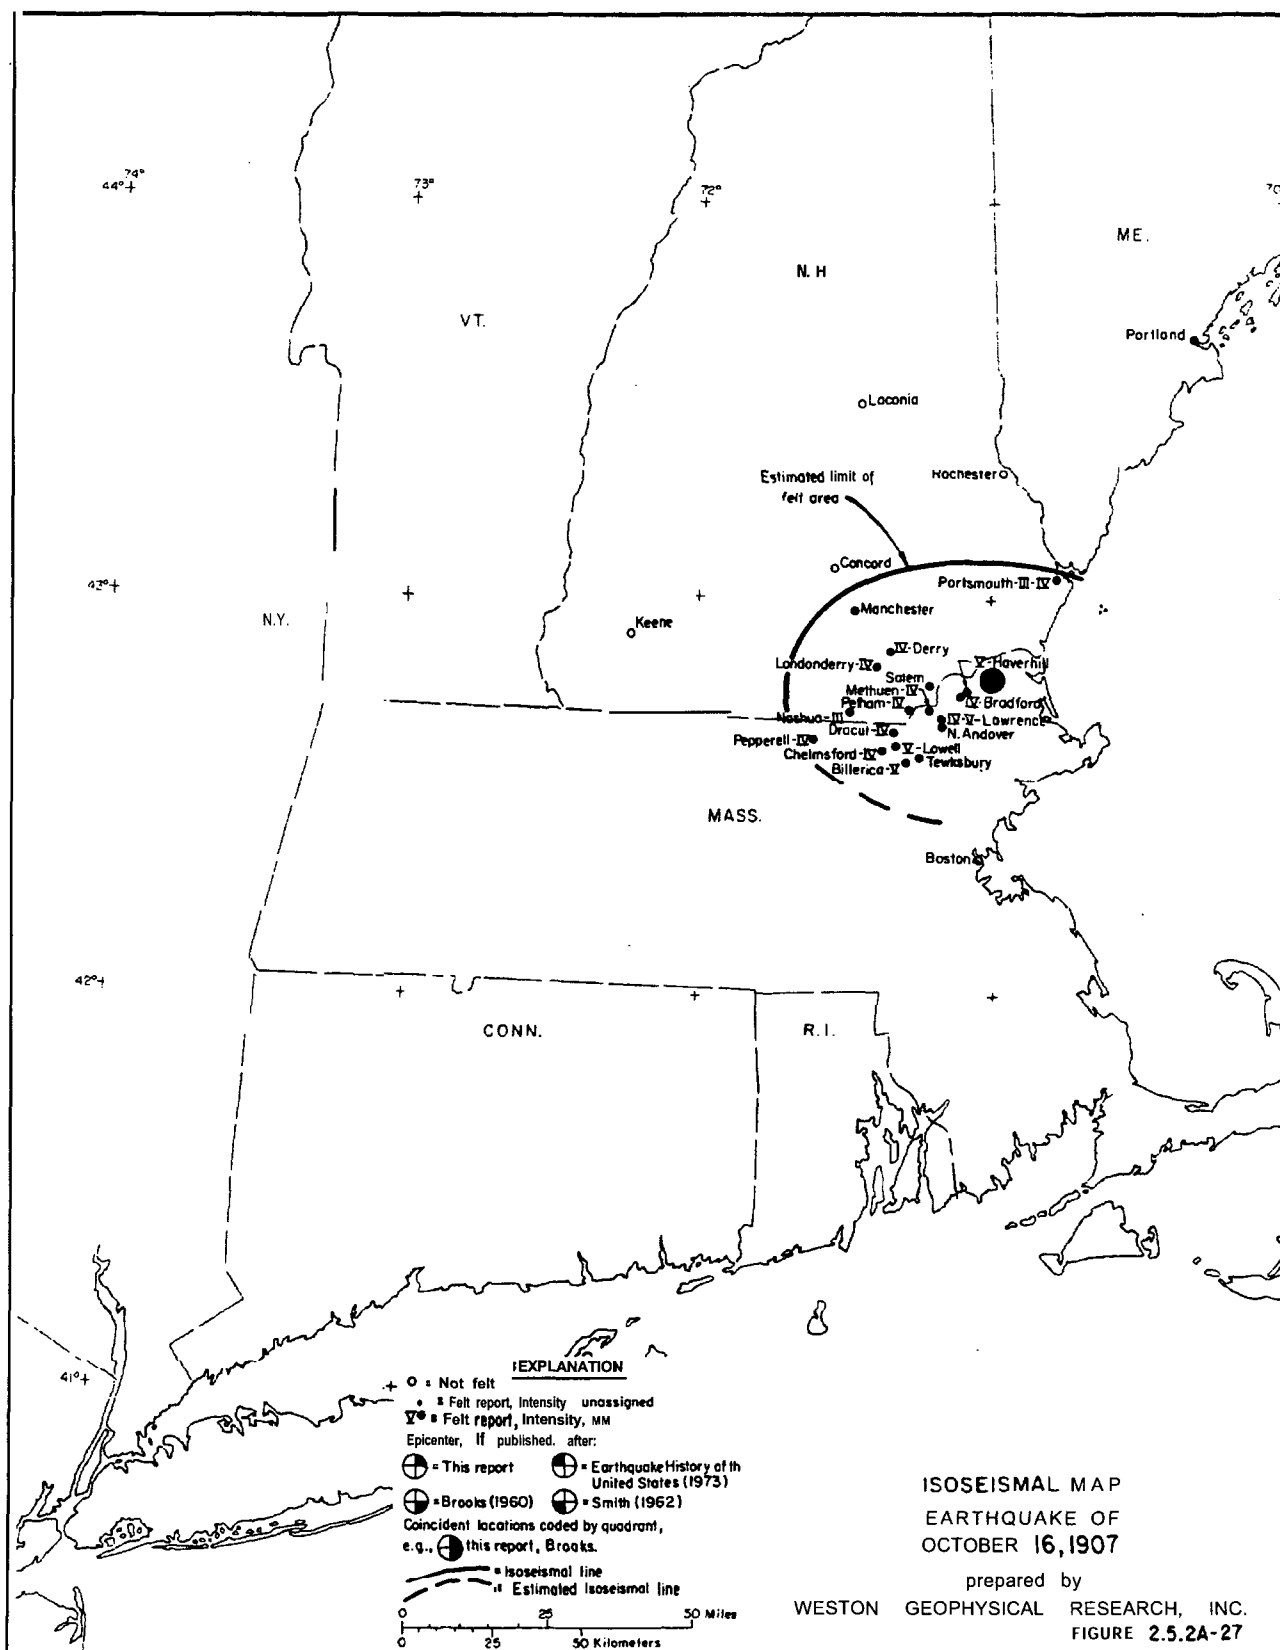 44° 74°
73°
72°
70
ME.
N.H
VT.
Portland
Laconia
Rochester
Estimated limit of
felt area
Concord
43°
Portsmouth-III-IV
N.Y.
Manchester
Keene
IV-Derry
Londonderry-IV
V-Haverhill
Salem
Methuen-IV
IV-Bradford
Pelham-IV
Nashua-III
IV-V-Lawrence
Dracut-IV
N. Andover
Pepperell-IV
V-Lowell
Chelmsford-IV
Tewksbury
Billerica-V
MASS.
Boston
42°
CONN.
R.I.
41°
EXPLANATION
= Not felt
= Felt report, Intensity unassigned
V = Felt report, Intensity, MM
Epicenter, If published. after:
= This report
= Earthquake History of th
United States (1973)
= Brooks (1960)
= Smith (1962)
Coincident locations coded by quadrant,
e.g., this report, Brooks.
= Isoseismal line
= Estimated Isoseismal line
0 25 50 Miles
0 25 50 Kilometers
ISOSEISMAL MAP
EARTHQUAKE OF
OCTOBER 16, 1907
prepared by
WESTON GEOPHYSICAL RESEARCH, INC.
FIGURE 2.5.2A-27